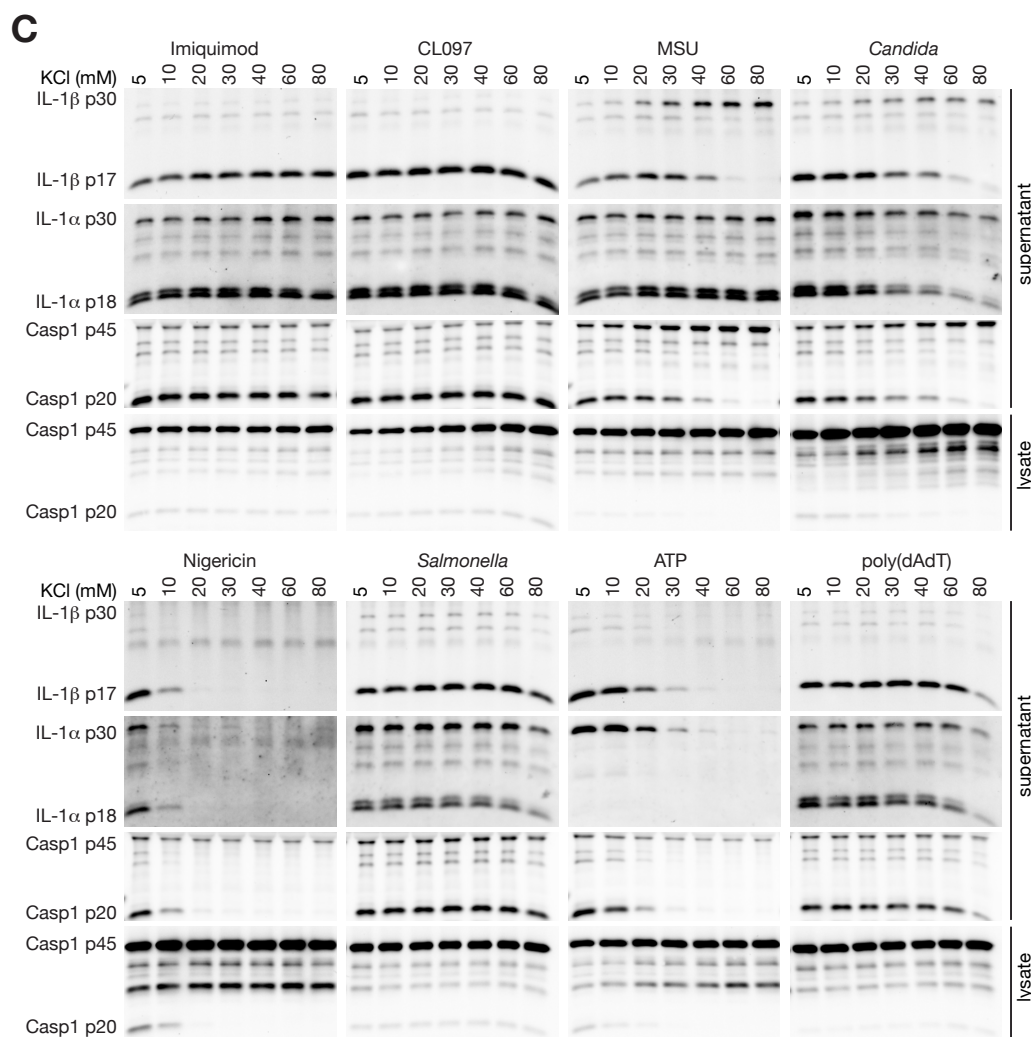 C
Imiquimod CL097 MSU Candida
KCl (mM) 5 10 20 30 40 60 80 5 10 20 30 40 60 80 5 10 20 30 40 60 80 5 10 20 30 40 60 80
IL-1β p30
IL-1β p17
IL-1α p30
IL-1α p18
Casp1 p45
Casp1 p20
supernatant
Casp1 p45
Casp1 p20
lysate
Nigericin Salmonella ATP poly(dAdT)
KCl (mM) 5 10 20 30 40 60 80 5 10 20 30 40 60 80 5 10 20 30 40 60 80 5 10 20 30 40 60 80
IL-1β p30
IL-1β p17
IL-1α p30
IL-1α p18
Casp1 p45
Casp1 p20
supernatant
Casp1 p45
Casp1 p20
lysate